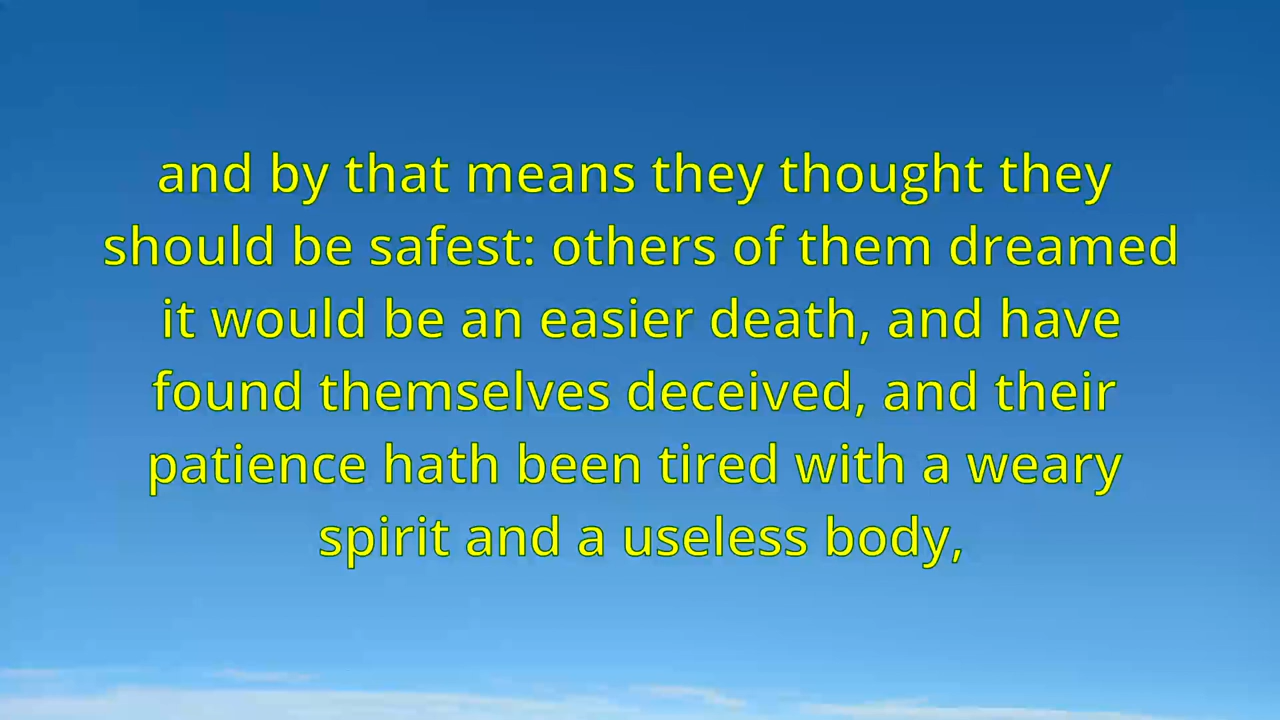 and by that means they thought they
should be safest: others of them dreamed
it would be an easier death, and have
found themselves deceived, and their
patience hath been tired with a weary
spirit and a useless body,